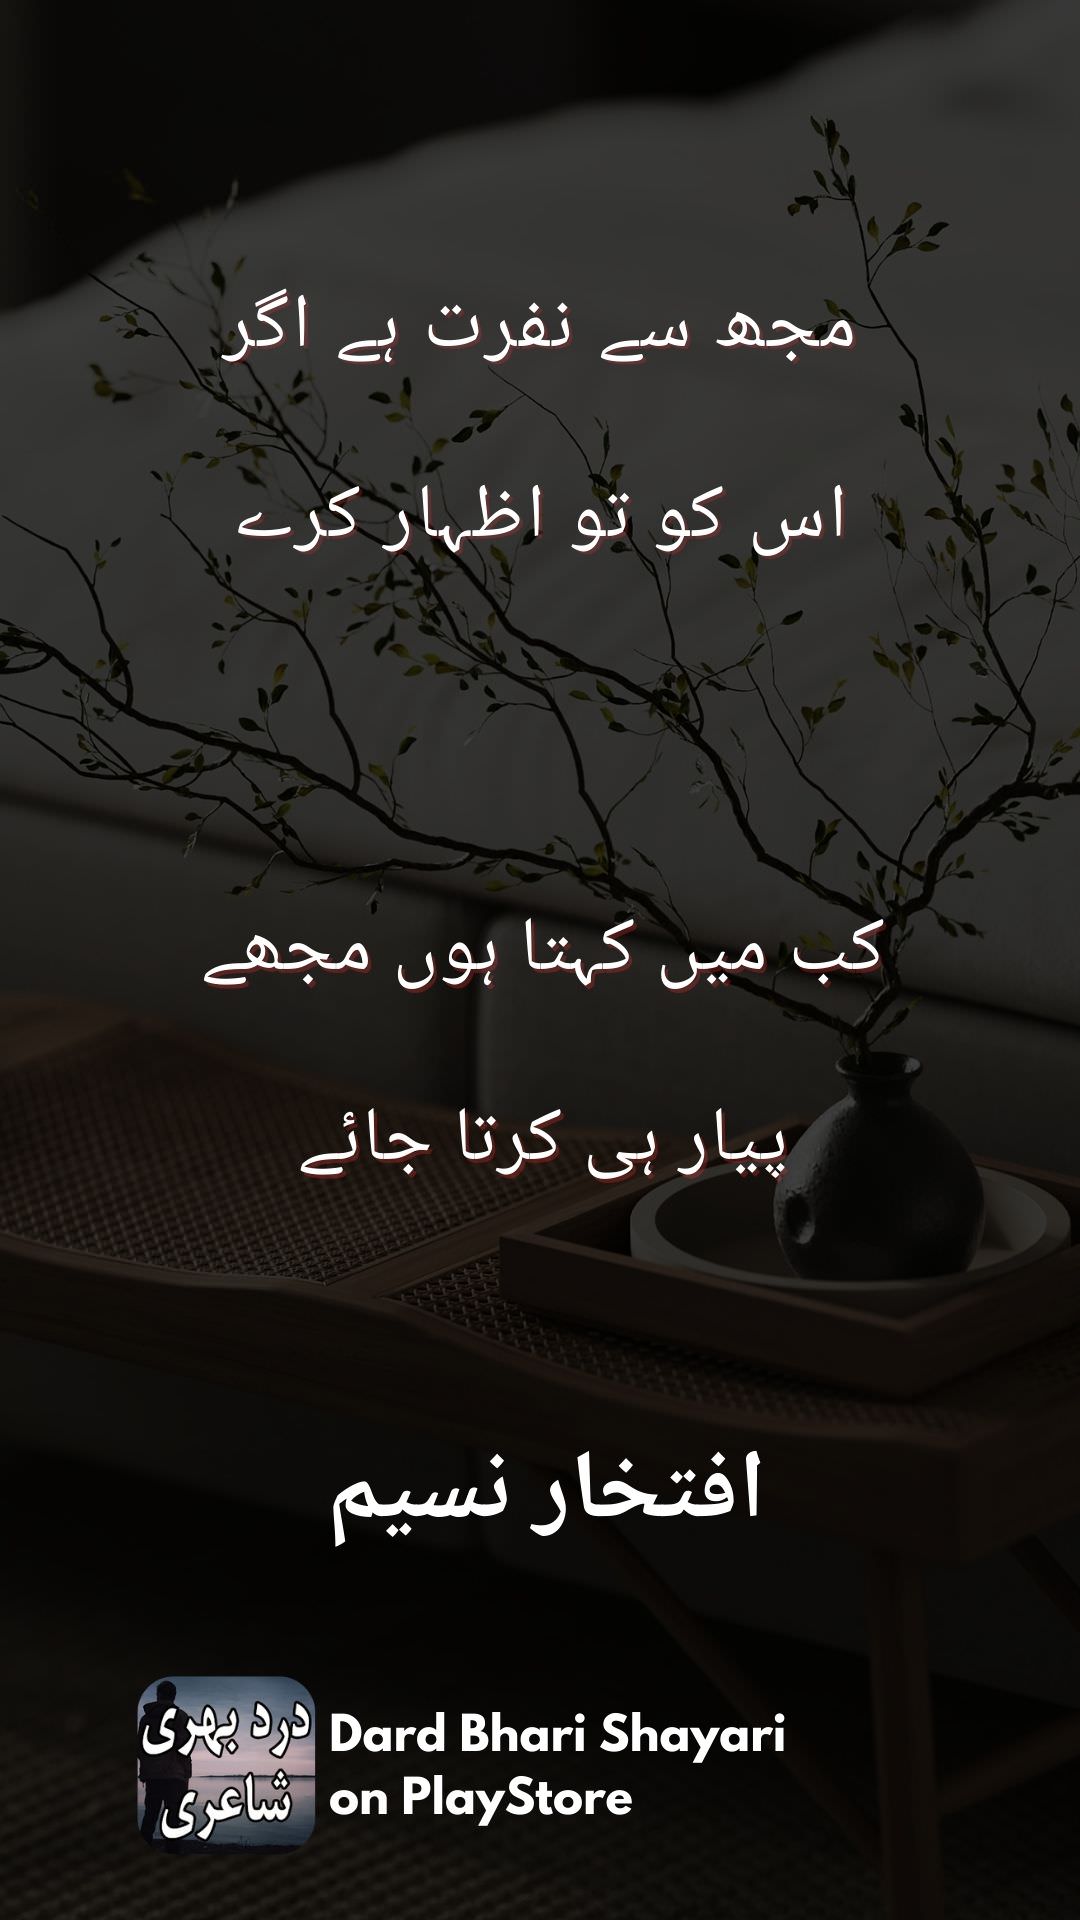 مجھ سے نفرت ہے اگر
اس کو تو اظہار کرے
کب میں کہتا ہوں مجھے
پیار ہی کرتا جائے
افتخار نسیم
درد بھری
شاعری
Dard Bhari Shayari
on PlayStore